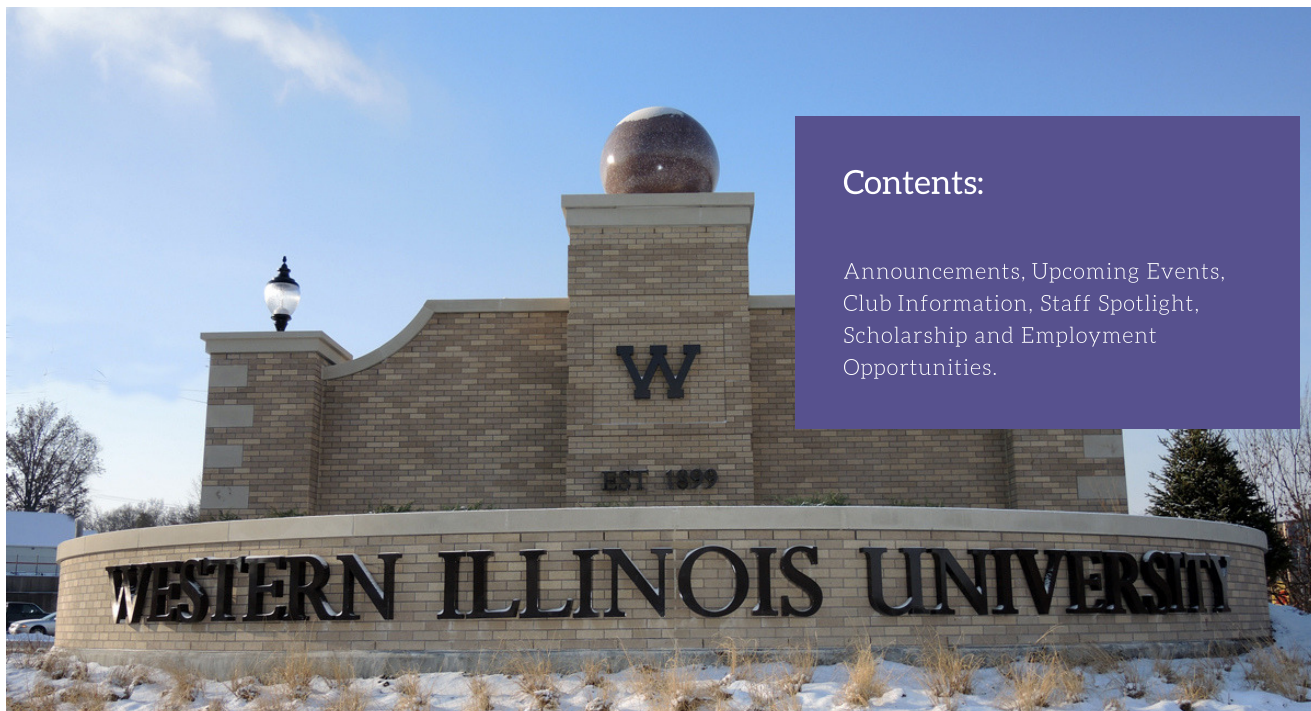 Contents:
Announcements, Upcoming Events,
Club Information, Staff Spotlight,
Scholarship and Employment
Opportunities.
W
EST 1899
WESTERN ILLINOIS UNIVERSITY